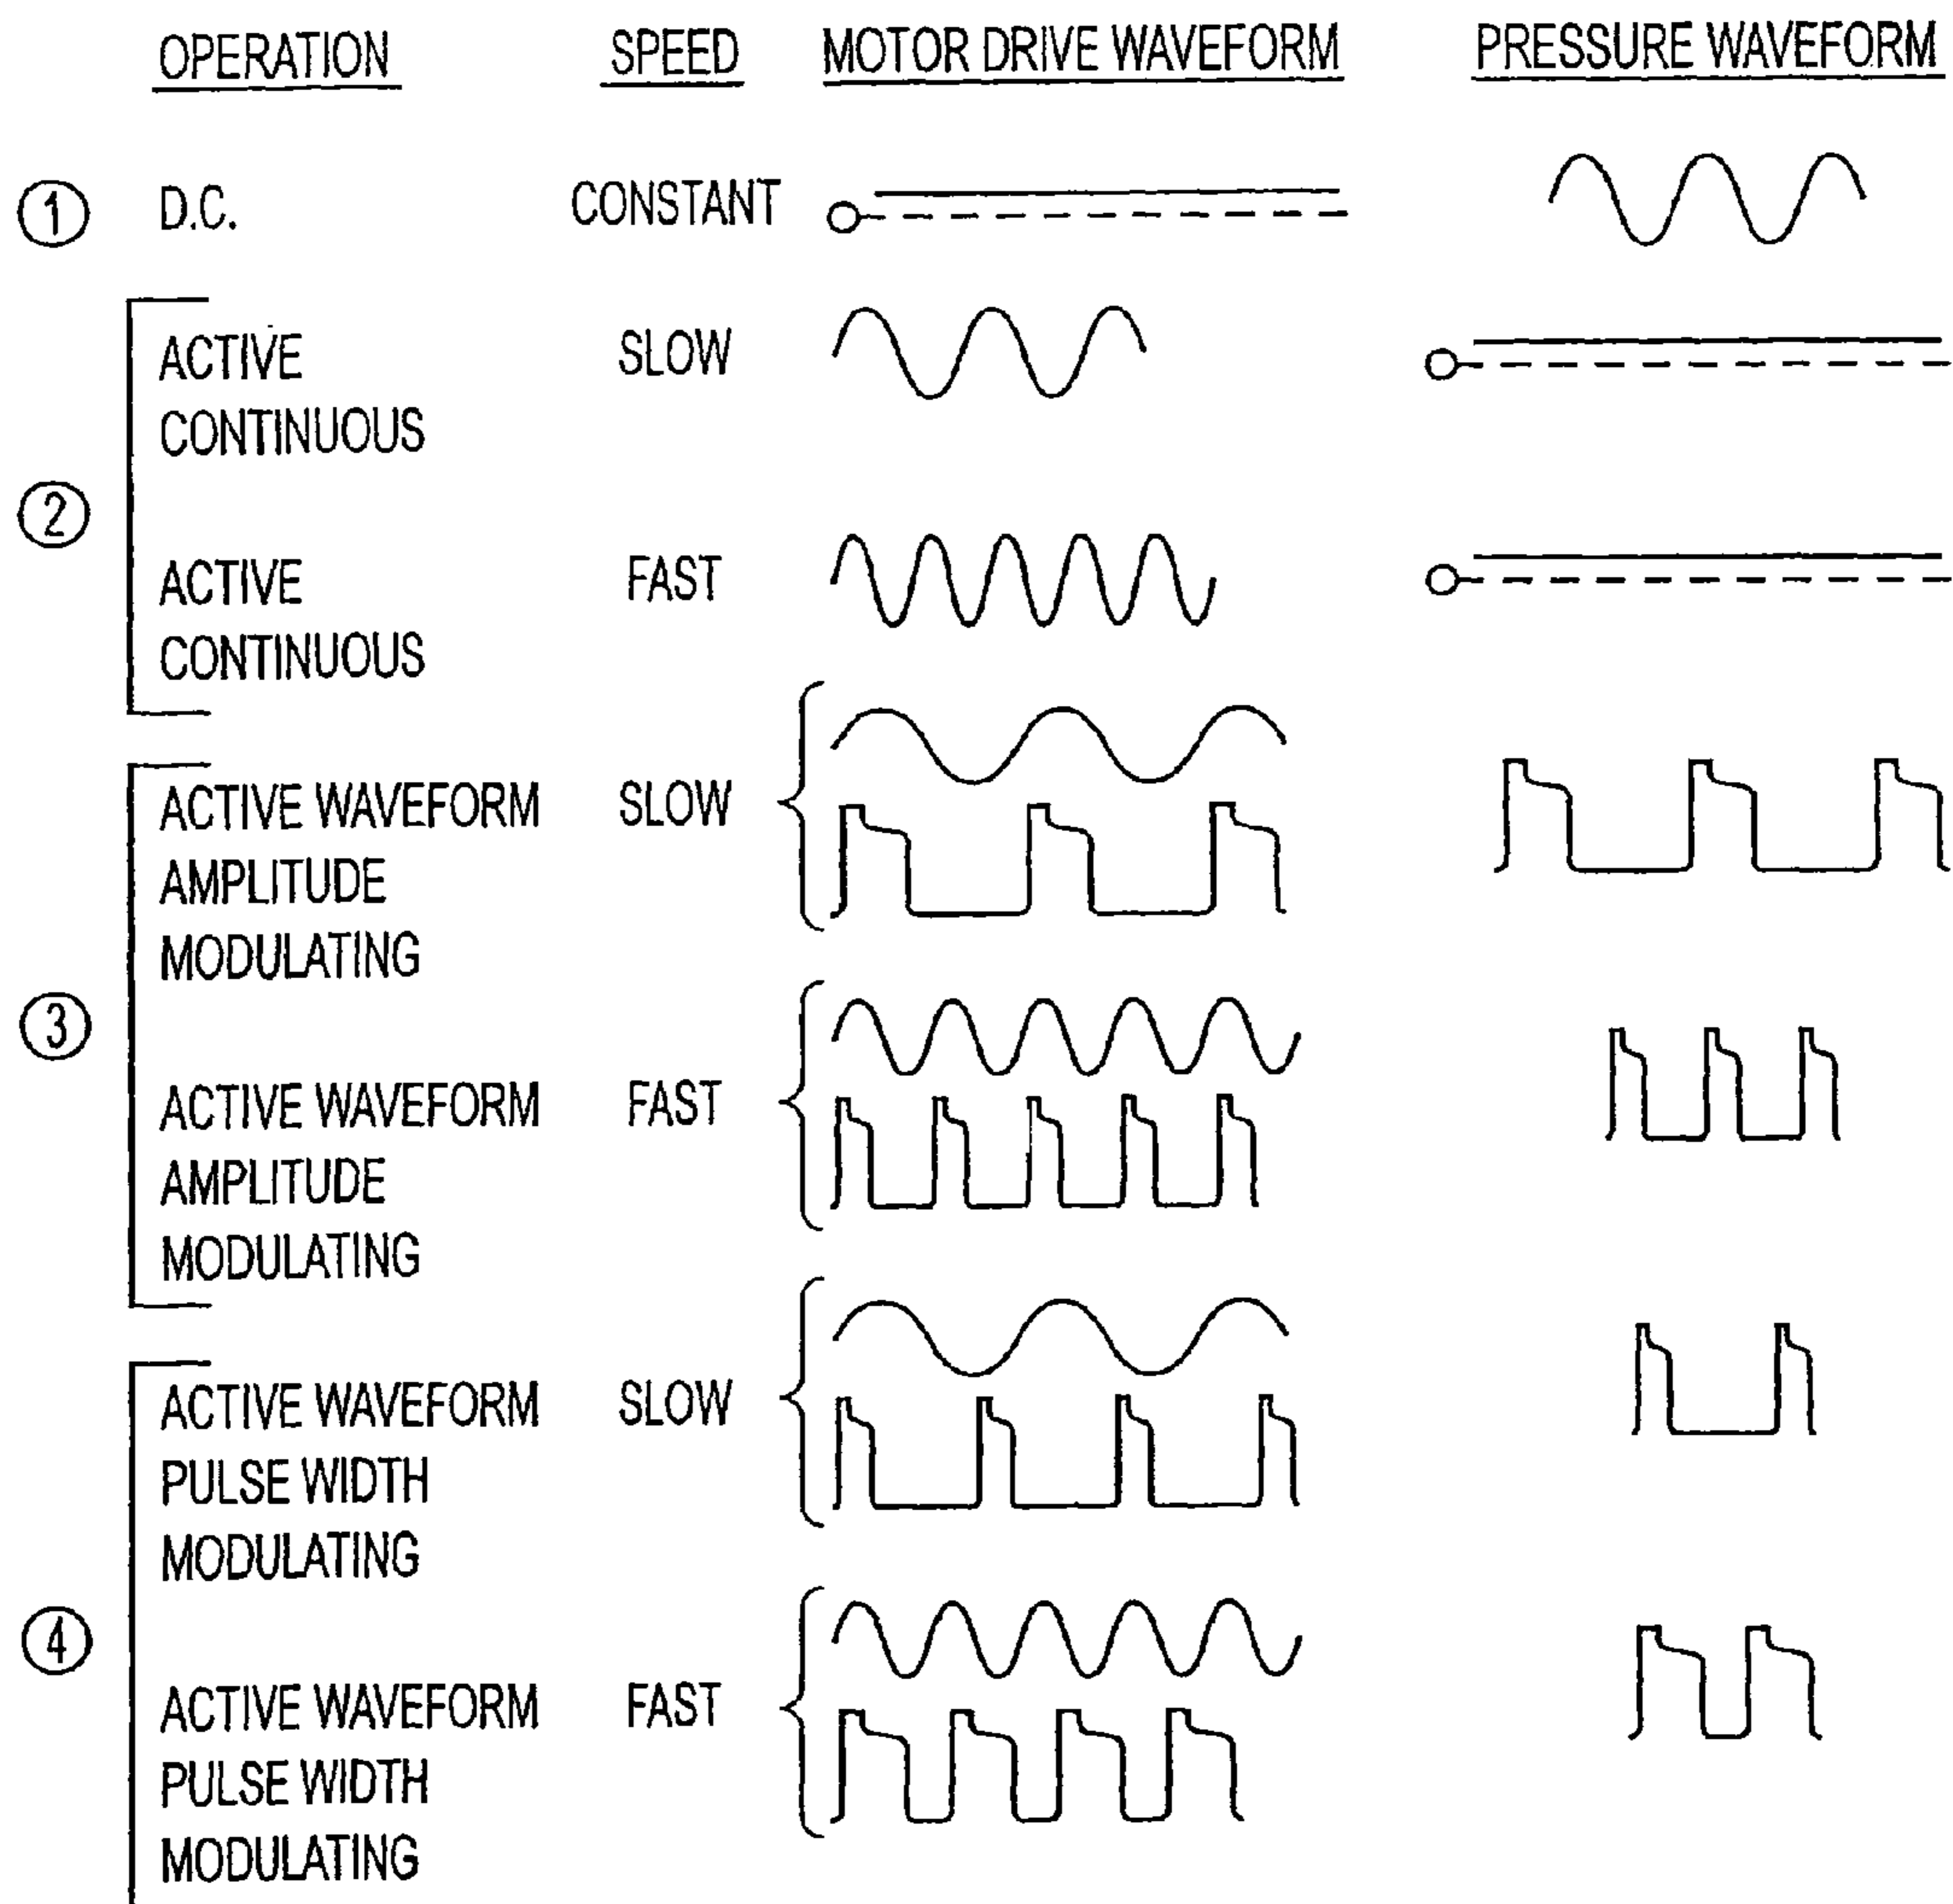 OPERATION SPEED MOTOR DRIVE WAVEFORM PRESSURE WAVEFORM
1 D.C. CONSTANT
2
ACTIVE SLOW
CONTINUOUS
ACTIVE FAST
CONTINUOUS
3
ACTIVE WAVEFORM SLOW
AMPLITUDE
MODULATING
ACTIVE WAVEFORM FAST
AMPLITUDE
MODULATING
4
ACTIVE WAVEFORM SLOW
PULSE WIDTH
MODULATING
ACTIVE WAVEFORM FAST
PULSE WIDTH
MODULATING